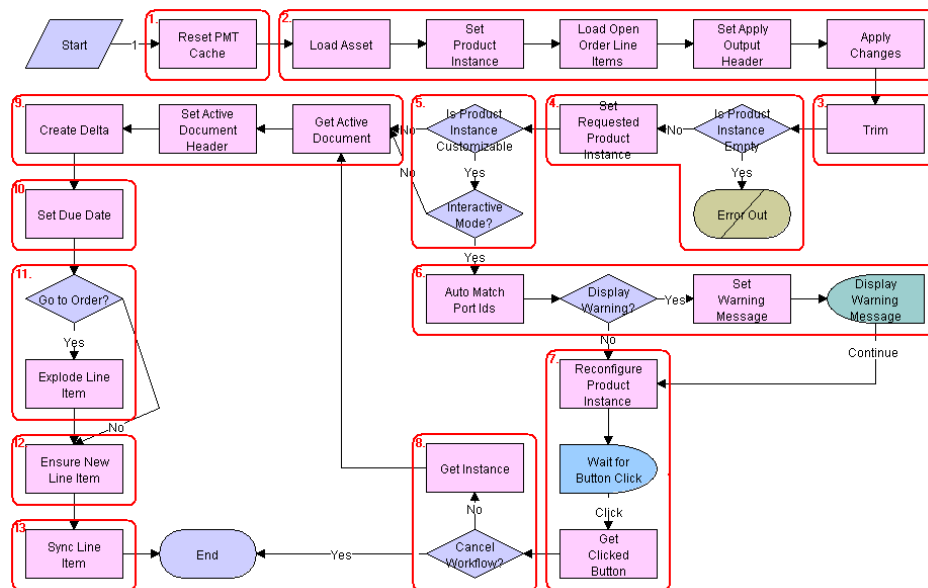 1.
2.
Start
1
Reset PMT
Cache
Load Asset
Set
Product
Instance
Load Open
Order Line
Items
Set Apply
Output
Header
Apply
Changes
9.
5.
4.
3.
Create Delta
Set Active
Document
Header
Get Active
Document
No
Is Product
Instance
Customizable
Set
Requested
Product
Instance
No
Is Product
Instance
Empty
Trim
No
Yes
Yes
10
Set Due Date
Interactive
Mode?
Error Out
Yes
11.
6.
Go to Order?
Auto Match
Port Ids
Display
Warning?
Yes
Set
Warning
Message
Display
Warning
Message
No
Continue
Yes
7.
Explode Line
Item
Reconfigure
Product
Instance
No
12
8.
Ensure New
Line Item
Get Instance
Wait for
Button Click
No
Click
13
Sync Line
Item
End
Yes
Cancel
Workflow?
Get
Clicked
Button